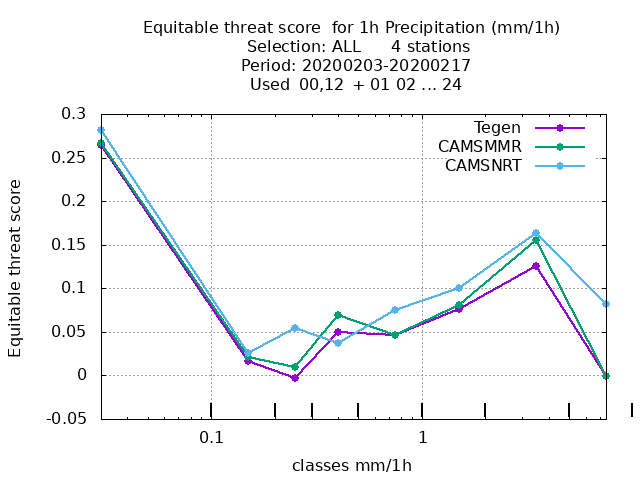 Equitable threat score  for 1h Precipitation (mm/1h)
Selection: ALL      4 stations
Period: 20200203-20200217
Used  00,12  + 01 02 ... 24
Tegen
CAMSMMR
CAMSNRT
0.3
0.25
0.2
0.15
0.1
0.05
0
-0.05
Equitable threat score
0.1
1
classes mm/1h